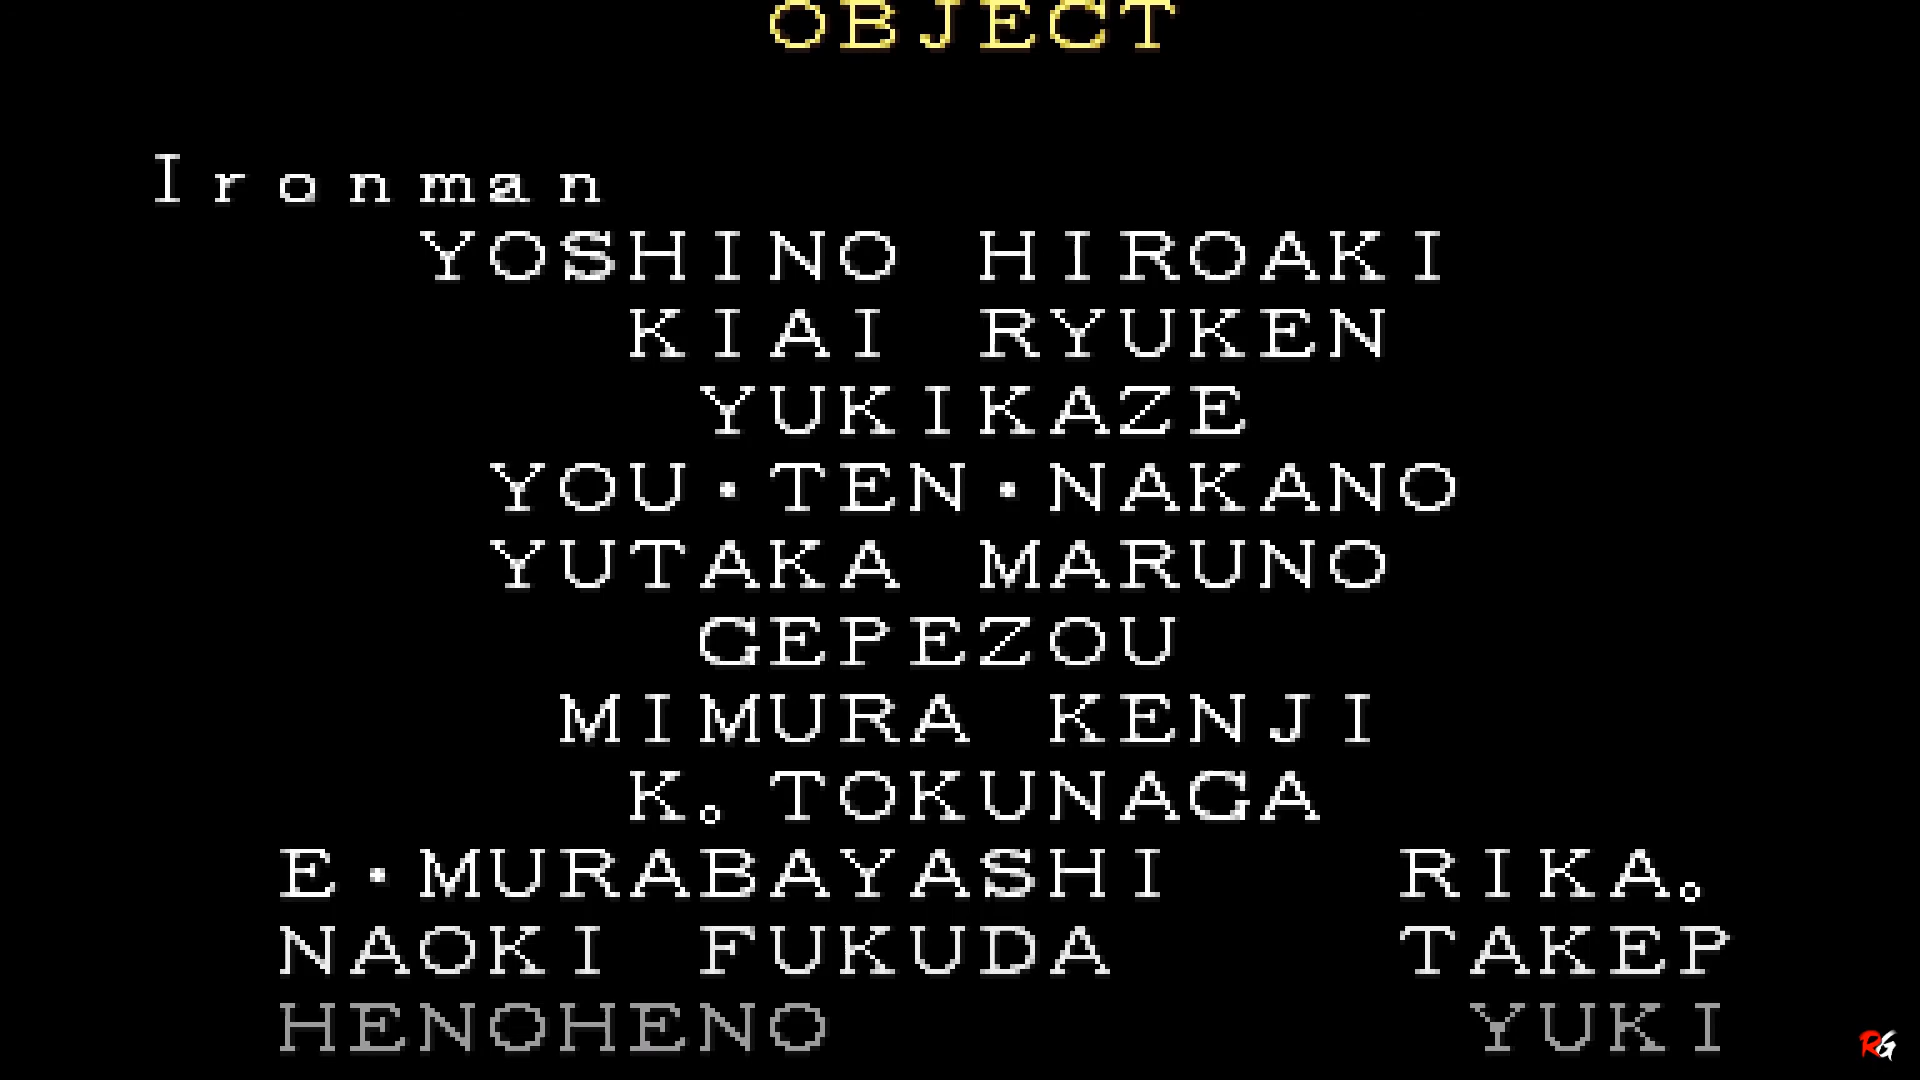 OBJECT
Ironman
YOSHINO HIROAKI
KIAI RYUKEN
YUKIKAZE
YOU・TEN・NAKANO
YUTAKA MARUNO
GEPEZOU
MIMURA KENJI
K。TOKUNAGA
E・MURABAYASHI RIKA。
NAOKI FUKUDA TAKEP
HENOHENO YUKI
RG